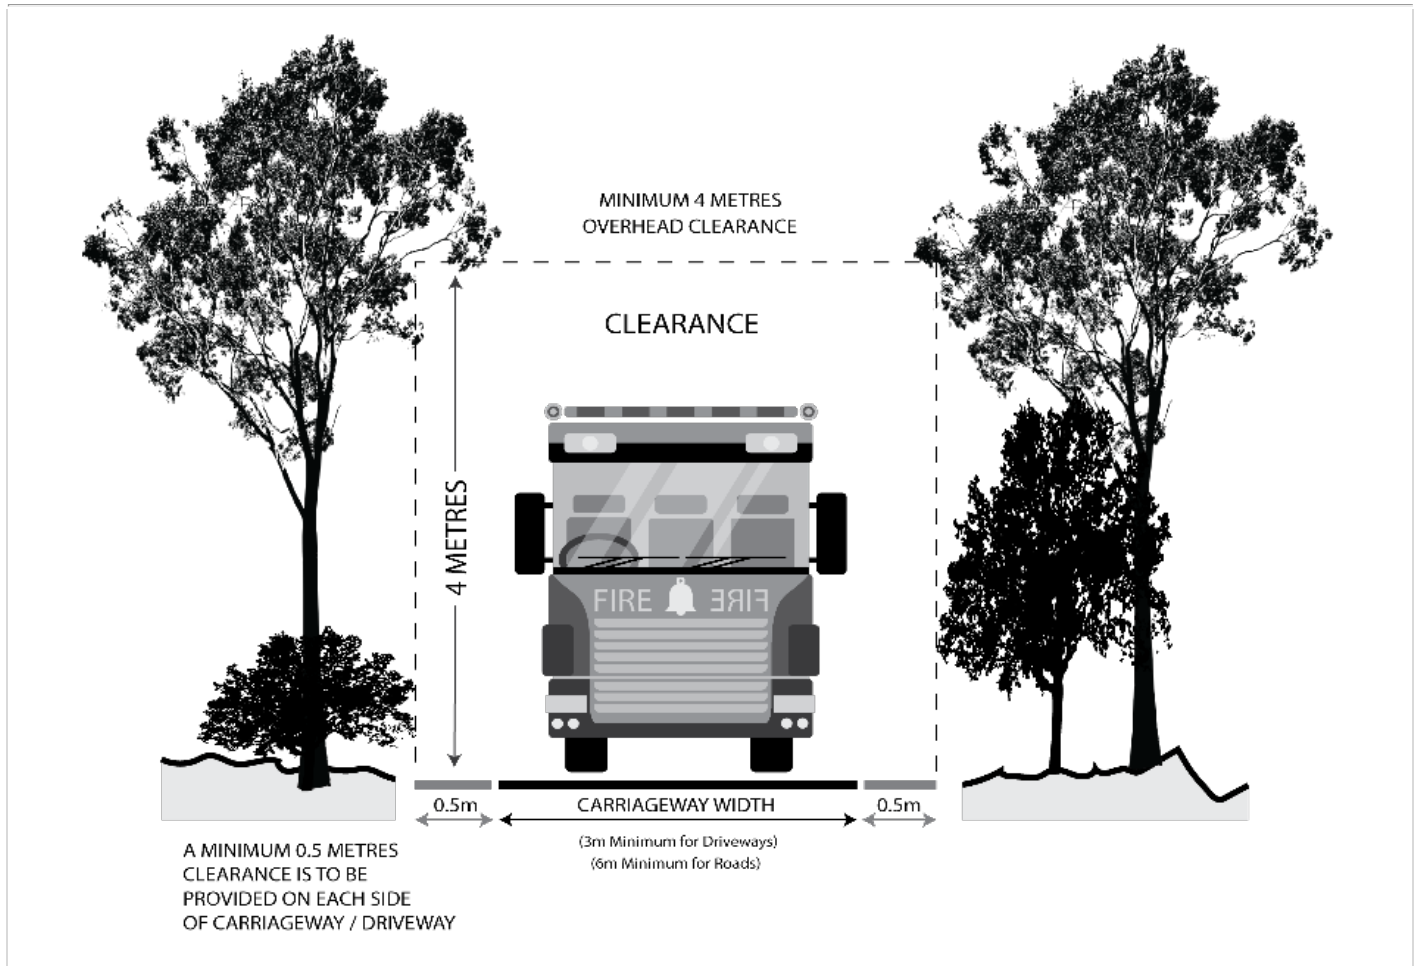 MINIMUM 4 METRES
OVERHEAD CLEARANCE
CLEARANCE
4 METRES
FIRE FIRE
0.5m
CARRIAGEWAY WIDTH
0.5m
(3m Minimum for Driveways)
(6m Minimum for Roads)
A MINIMUM 0.5 METRES
CLEARANCE IS TO BE
PROVIDED ON EACH SIDE
OF CARRIAGEWAY / DRIVEWAY